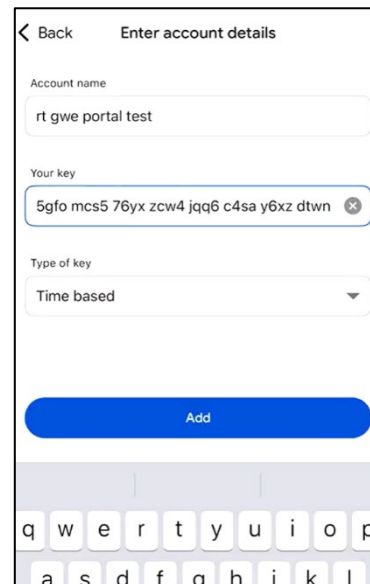 Back Enter account details
Account name
rt gwe portal test
Your key
5gfo mcs5 76yx zcw4 jqq6 c4sa y6xz dtwn
Type of key
Time based
Add
q w e r t y u i o p
a s d f g h j k l